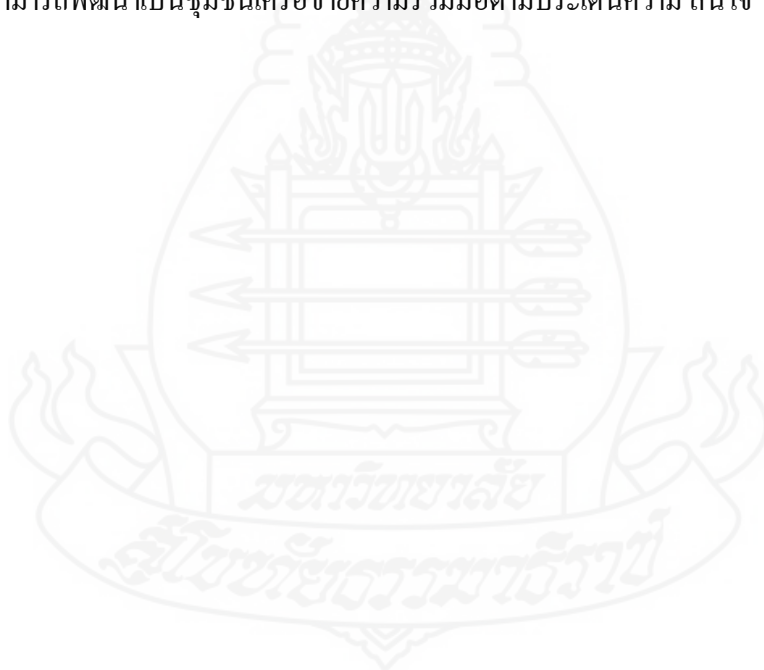 ามารถพัฒนาเป็นชุมชนเครือข่ายความร่วมมือตามประเด็นความ สนใจ
มหาวิทยาลัย
สุโขทัยธรรมาธิราช